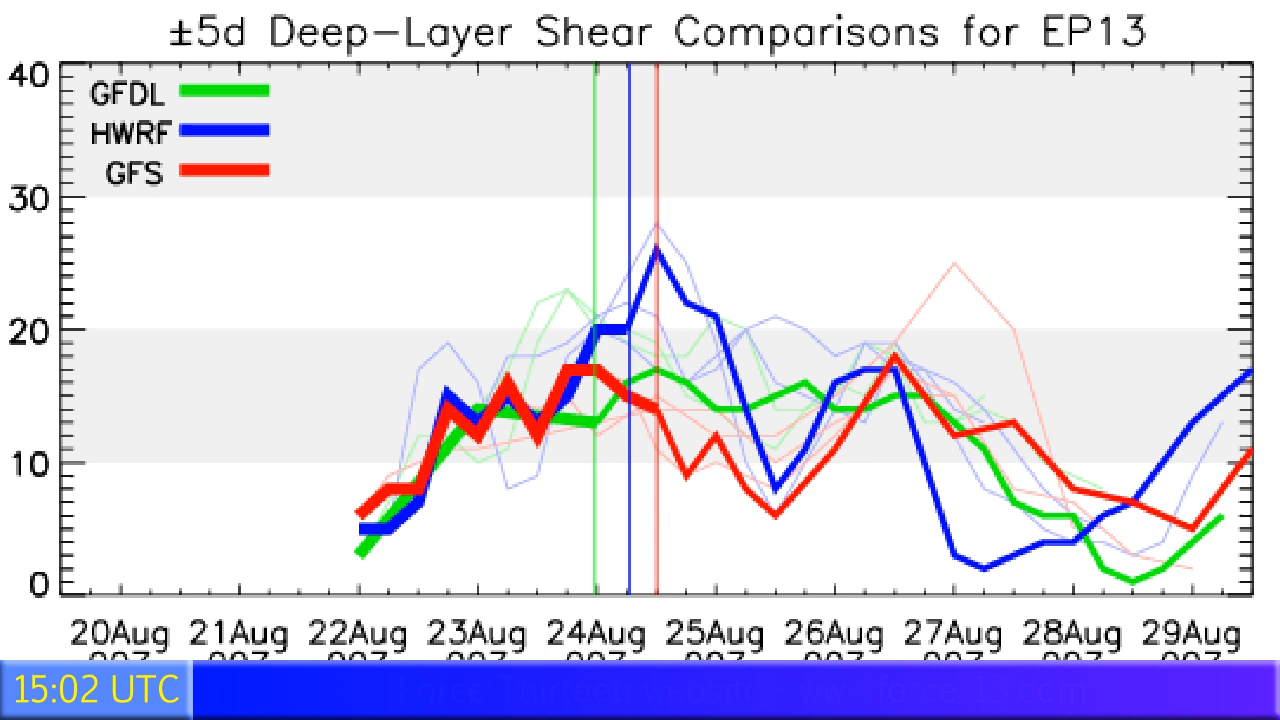 ±5d Deep-Layer Shear Comparisons for EP13
40
GFDL
HWRF
GFS
30
20
10
0
20Aug 21Aug 22Aug 23Aug 24Aug 25Aug 26Aug 27Aug 28Aug 29Aug
15:02 UTC